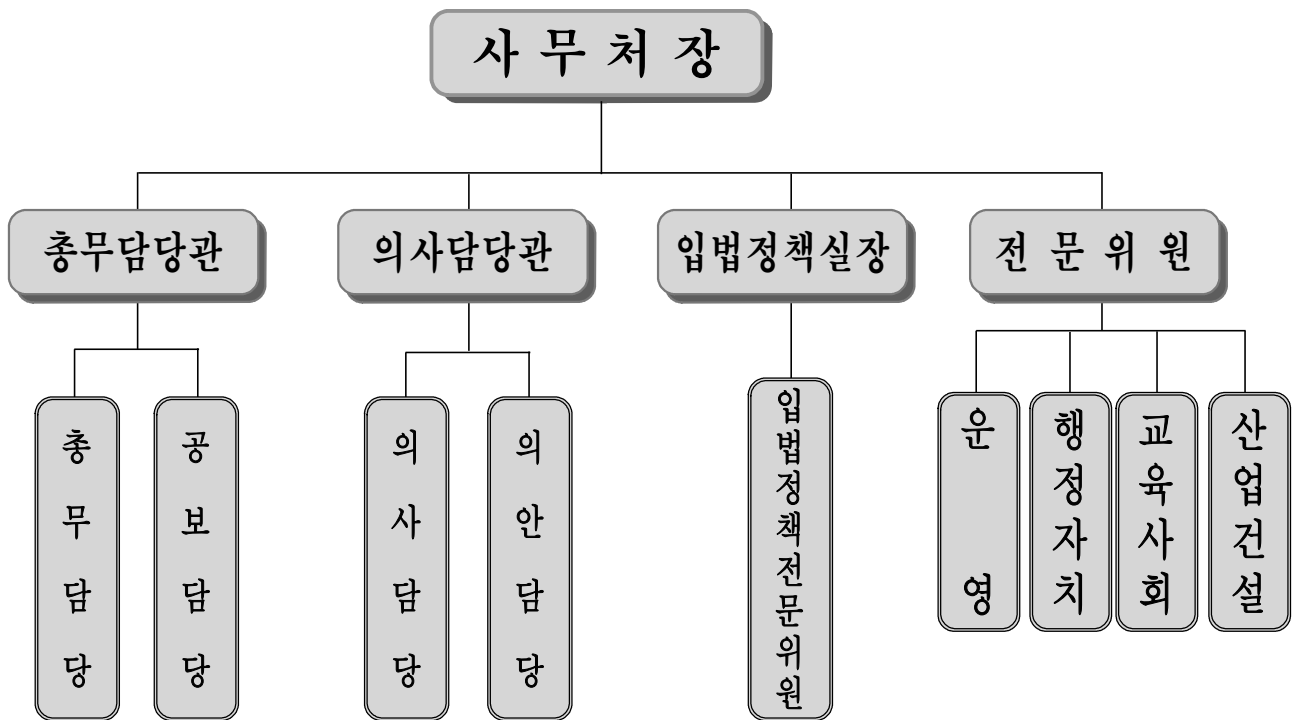 사 무 처 장
총무담당관
의사담당관
입법정책실장
전 문 위 원
총무담당
공보담당
의사담당
의안담당
입법정책전문위원
운영
행정자치
교육사회
산업건설